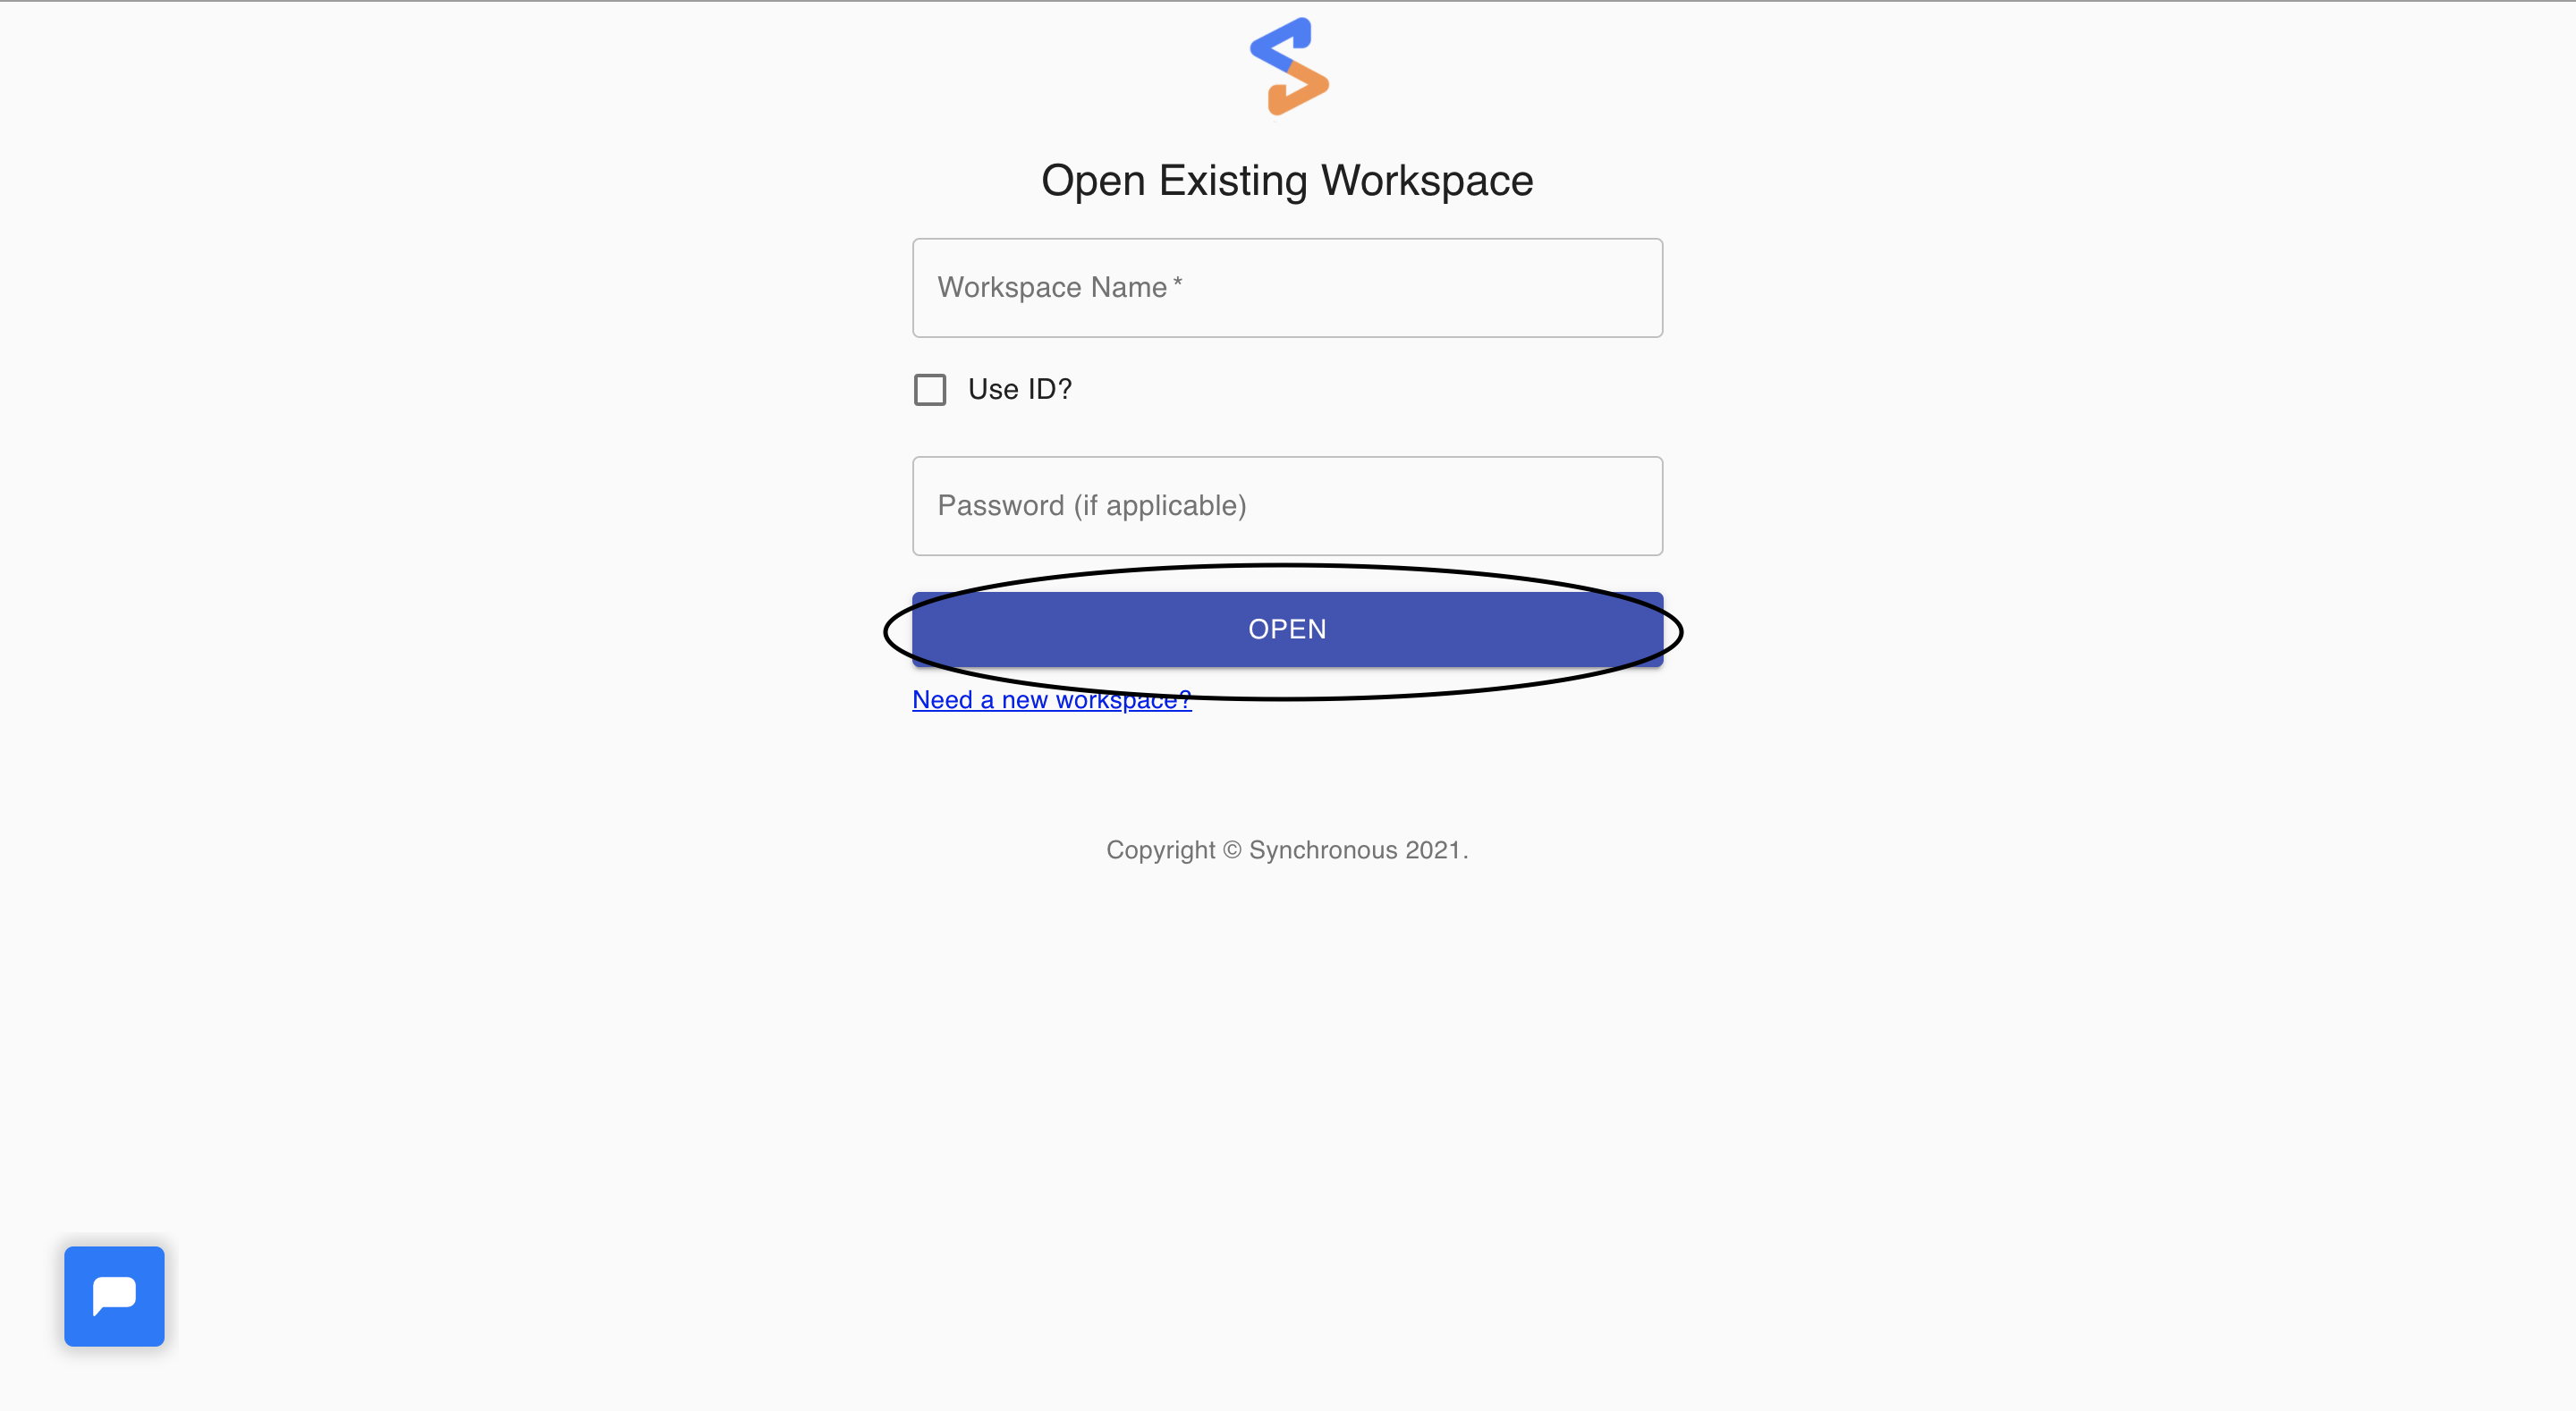 Open Existing Workspace
Workspace Name *
Use ID?
Password (if applicable)
OPEN
Need a new workspace?
Copyright © Synchronous 2021.